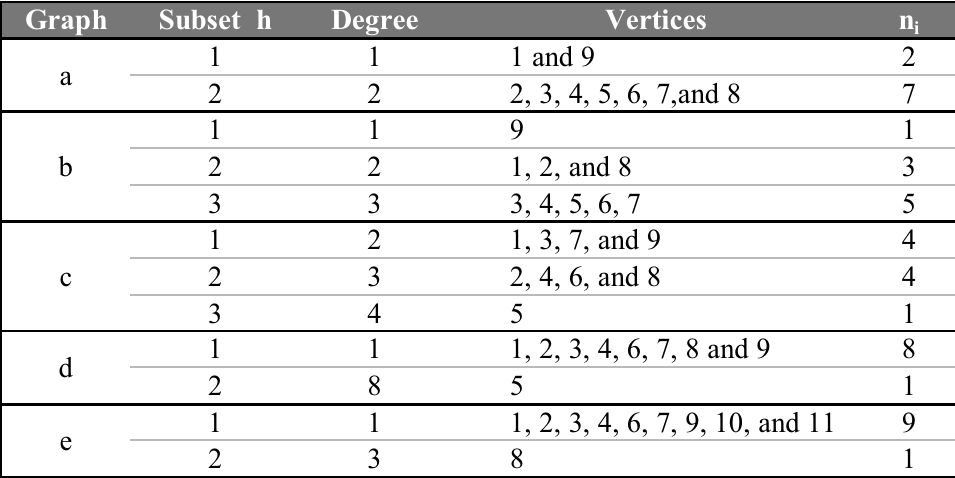 Graph Subset h Degree Vertices ni
a
1 1 1 and 9 2
2 2 2, 3, 4, 5, 6, 7,and 8 7
b
1 1 9 1
2 2 1, 2, and 8 3
3 3 3, 4, 5, 6, 7 5
c
1 2 1, 3, 7, and 9 4
2 3 2, 4, 6, and 8 4
3 4 5 1
d
1 1 1, 2, 3, 4, 6, 7, 8 and 9 8
2 8 5 1
e
1 1 1, 2, 3, 4, 6, 7, 9, 10, and 11 9
2 3 8 1